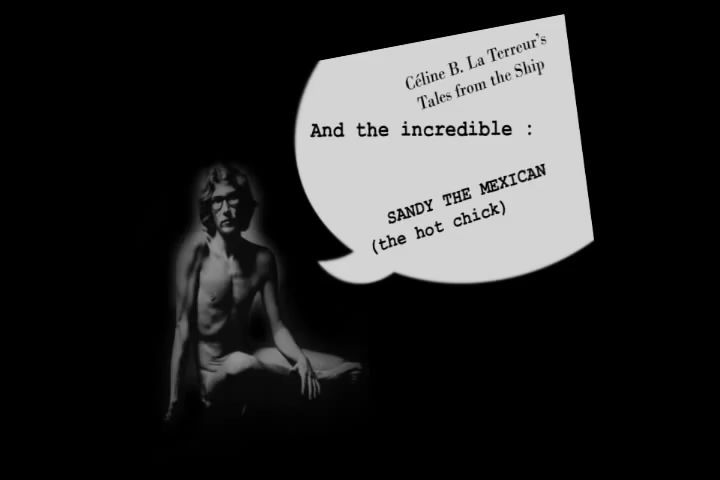 Céline B. La Terreur's
Tales from the Ship
And the incredible :
SANDY THE MEXICAN
(the hot chick)